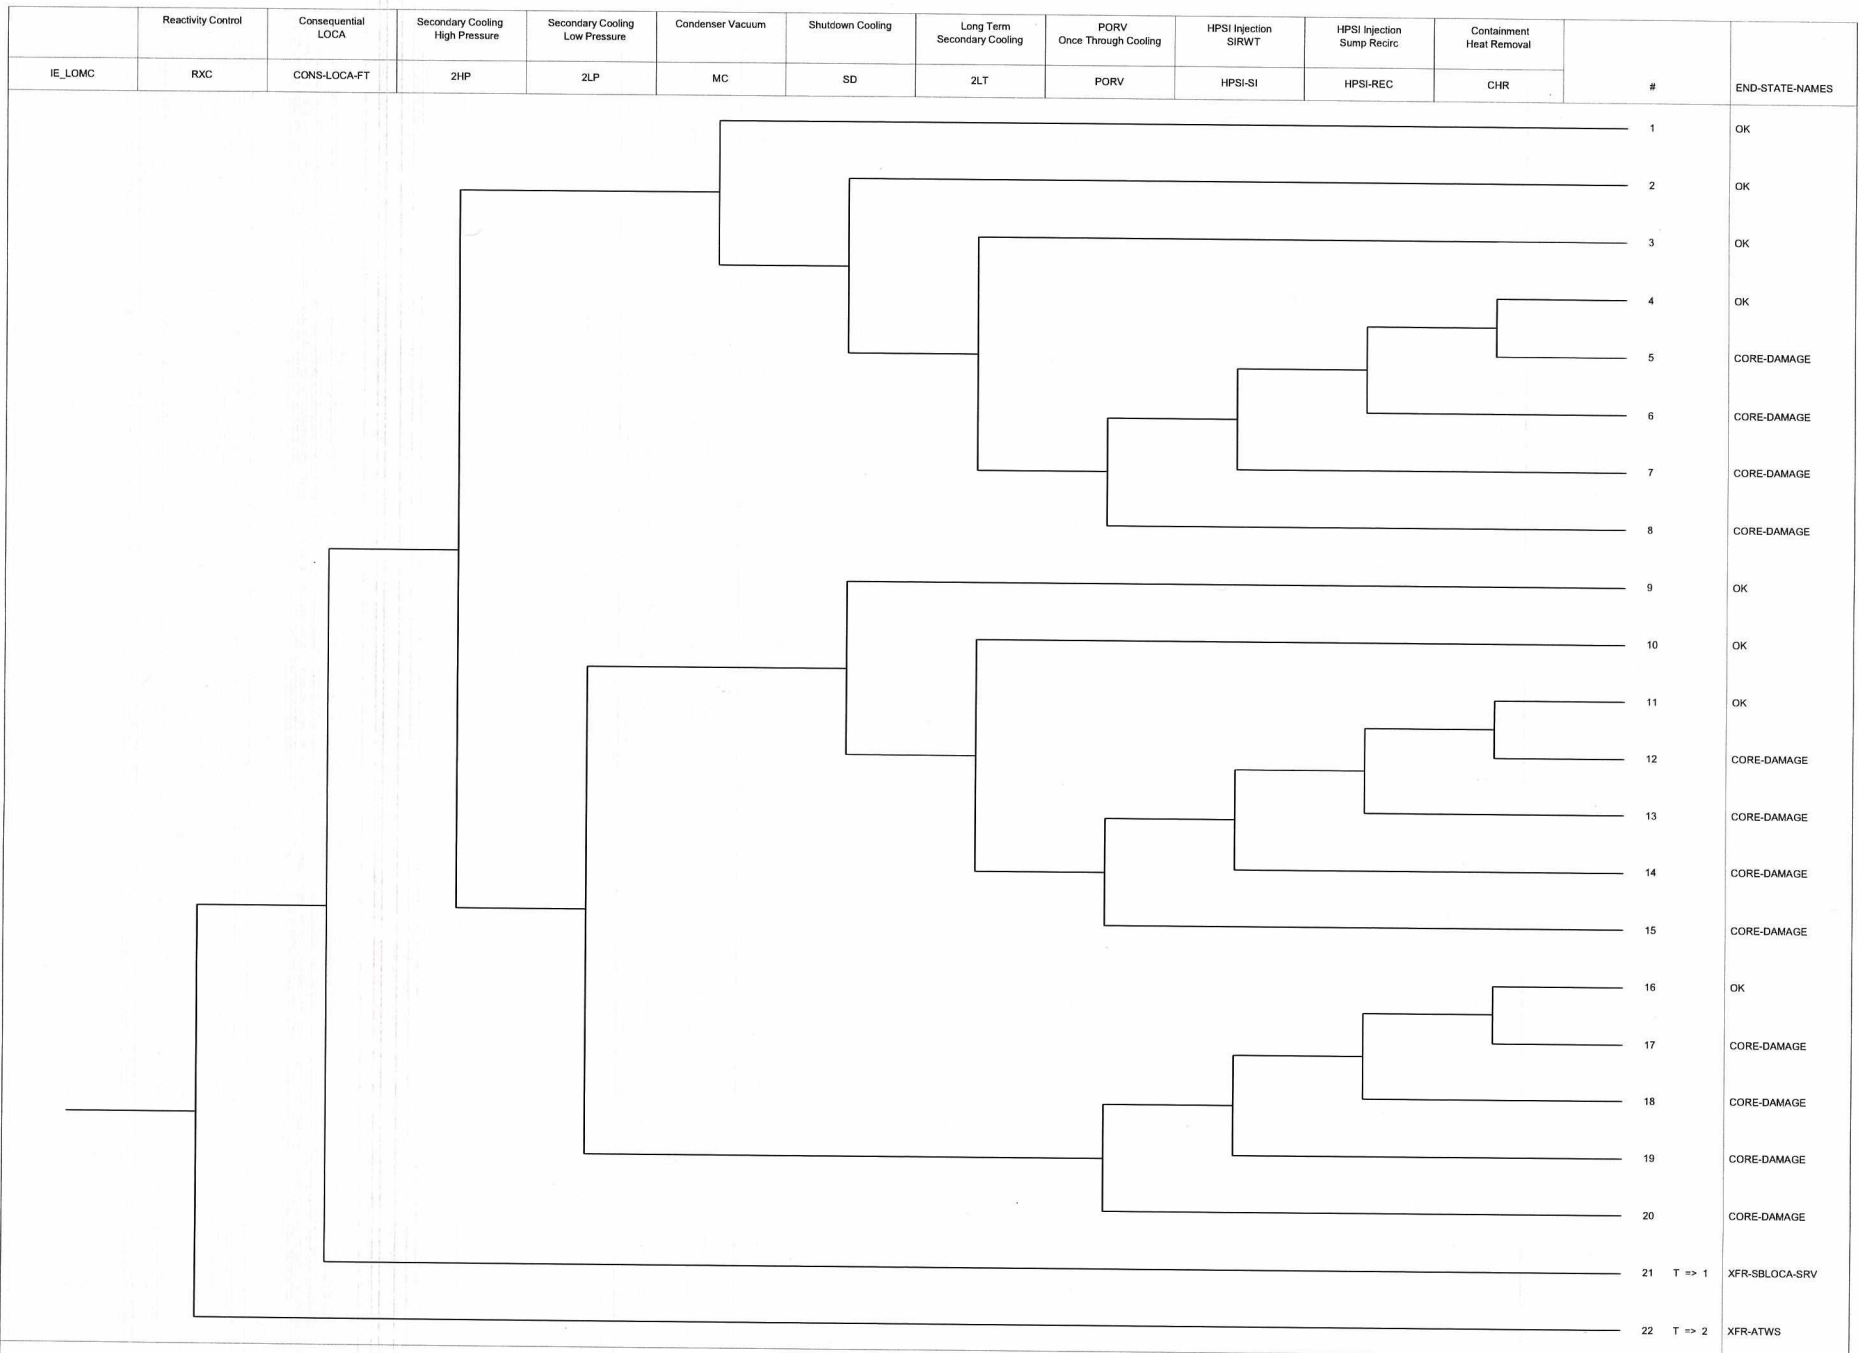 Reactivity Control
Consequential
LOCA
Secondary Cooling
High Pressure
Secondary Cooling
Low Pressure
Condenser Vacuum
Shutdown Cooling
Long Term
Secondary Cooling
PORV
Once Through Cooling
HPSI Injection
SIRWT
HPSI Injection
Sump Recirc
Containment
Heat Removal
IE_LOMC RXC CONS-LOCA-FT 2HP 2LP MC SD 2LT PORV HPSI-SI HPSI-REC CHR # END-STATE-NAMES
1 OK
2 OK
3 OK
4 OK
5 CORE-DAMAGE
6 CORE-DAMAGE
7 CORE-DAMAGE
8 CORE-DAMAGE
9 OK
10 OK
11 OK
12 CORE-DAMAGE
13 CORE-DAMAGE
14 CORE-DAMAGE
15 CORE-DAMAGE
16 OK
17 CORE-DAMAGE
18 CORE-DAMAGE
19 CORE-DAMAGE
20 CORE-DAMAGE
21 T => 1 XFR-SBLOCA-SRV
22 T => 2 XFR-ATWS